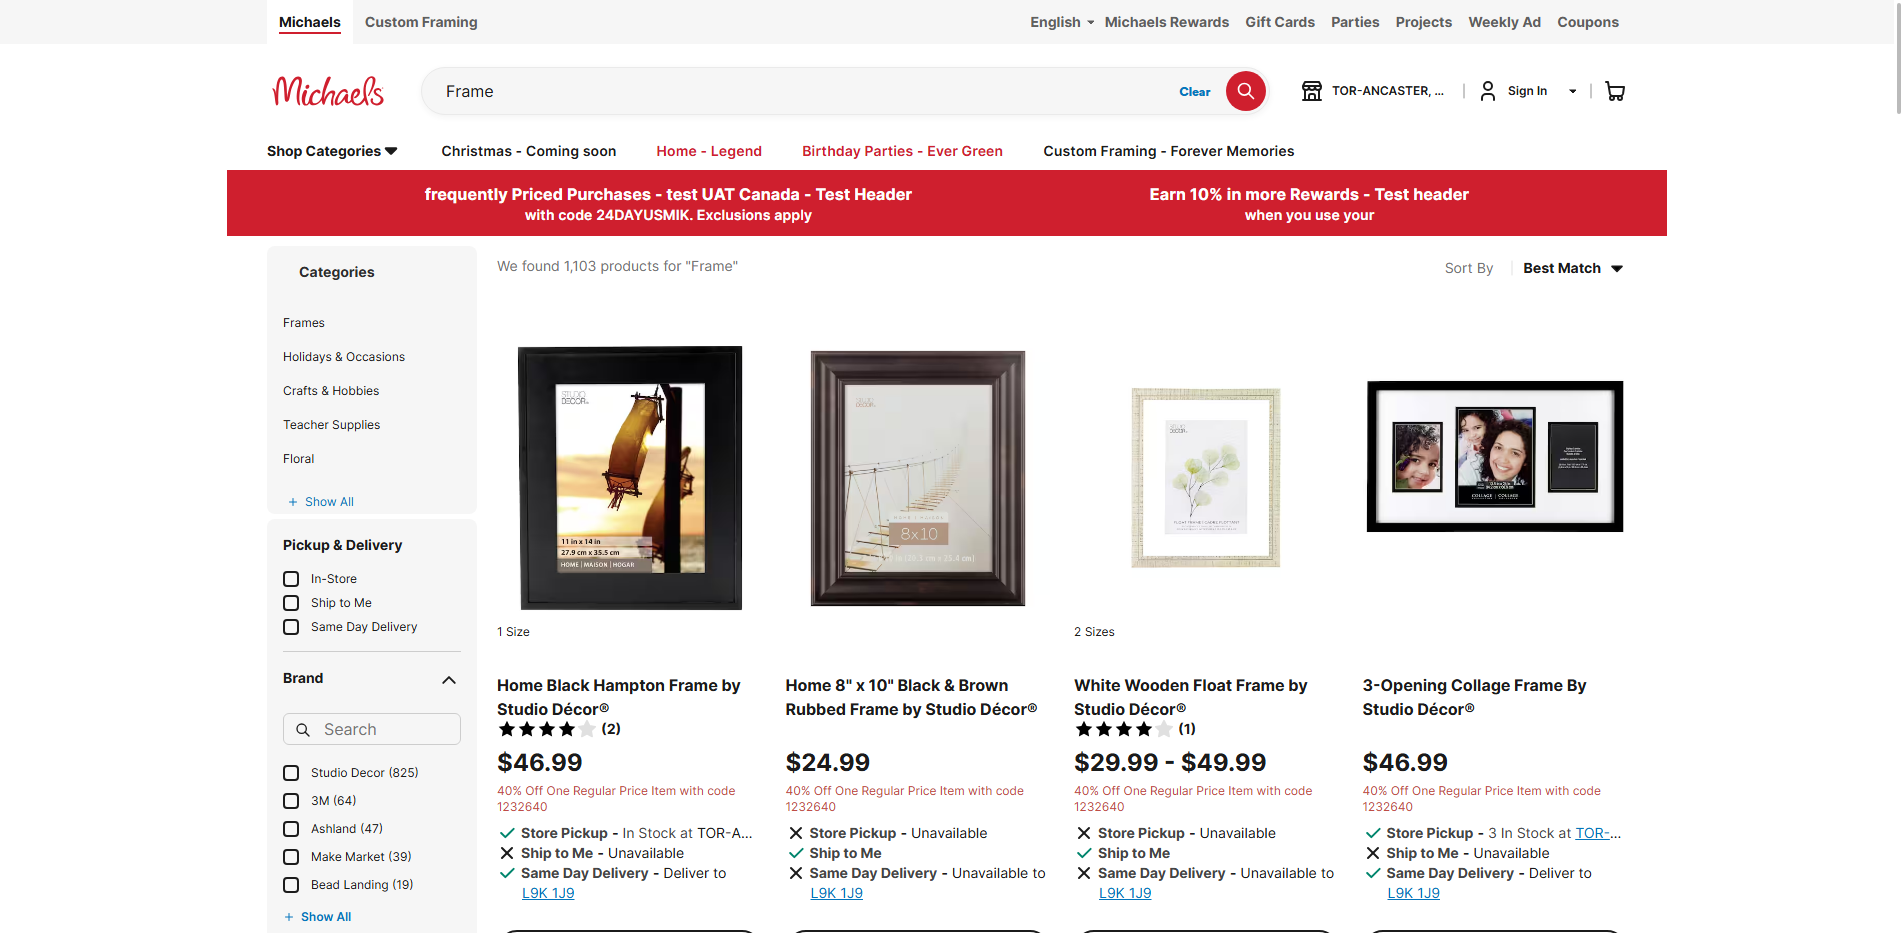 Michaels
Custom Framing
English
Michaels Rewards
Gift Cards
Parties
Projects
Weekly Ad
Coupons
Michaels
Frame
Clear
TOR-ANCASTER, ...
Sign In
Shop Categories
Christmas - Coming soon
Home - Legend
Birthday Parties - Ever Green
Custom Framing - Forever Memories
frequently Priced Purchases - test UAT Canada - Test Header
with code 24DAYUSMIK. Exclusions apply
Earn 10% in more Rewards - Test header
when you use your
Categories
Frames
Holidays & Occasions
Crafts & Hobbies
Teacher Supplies
Floral
+ Show All
Pickup & Delivery
In-Store
Ship to Me
Same Day Delivery
Brand
Search
Studio Decor (825)
3M (64)
Ashland (47)
Make Market (39)
Bead Landing (19)
+ Show All
We found 1,103 products for "Frame"
Sort By
Best Match
STUDIO
DECOR
11 in x 14 in
27.9 cm x 35.5 cm
HOME | MAISON | HOGAR
1 Size
Home Black Hampton Frame by
Studio Décor®
(2)
$46.99
40% Off One Regular Price Item with code
1232640
Store Pickup - In Stock at TOR-A...
Ship to Me - Unavailable
Same Day Delivery - Deliver to
L9K 1J9
8x10
Home 8" x 10" Black & Brown
Rubbed Frame by Studio Décor®
$24.99
40% Off One Regular Price Item with code
1232640
Store Pickup - Unavailable
Ship to Me
Same Day Delivery - Unavailable to
L9K 1J9
2 Sizes
White Wooden Float Frame by
Studio Décor®
(1)
$29.99 - $49.99
40% Off One Regular Price Item with code
1232640
Store Pickup - Unavailable
Ship to Me
Same Day Delivery - Unavailable to
L9K 1J9
COLLAGE | COLLAGE
3-Opening Collage Frame By
Studio Décor®
$46.99
40% Off One Regular Price Item with code
1232640
Store Pickup - 3 In Stock at TOR-...
Ship to Me - Unavailable
Same Day Delivery - Deliver to
L9K 1J9